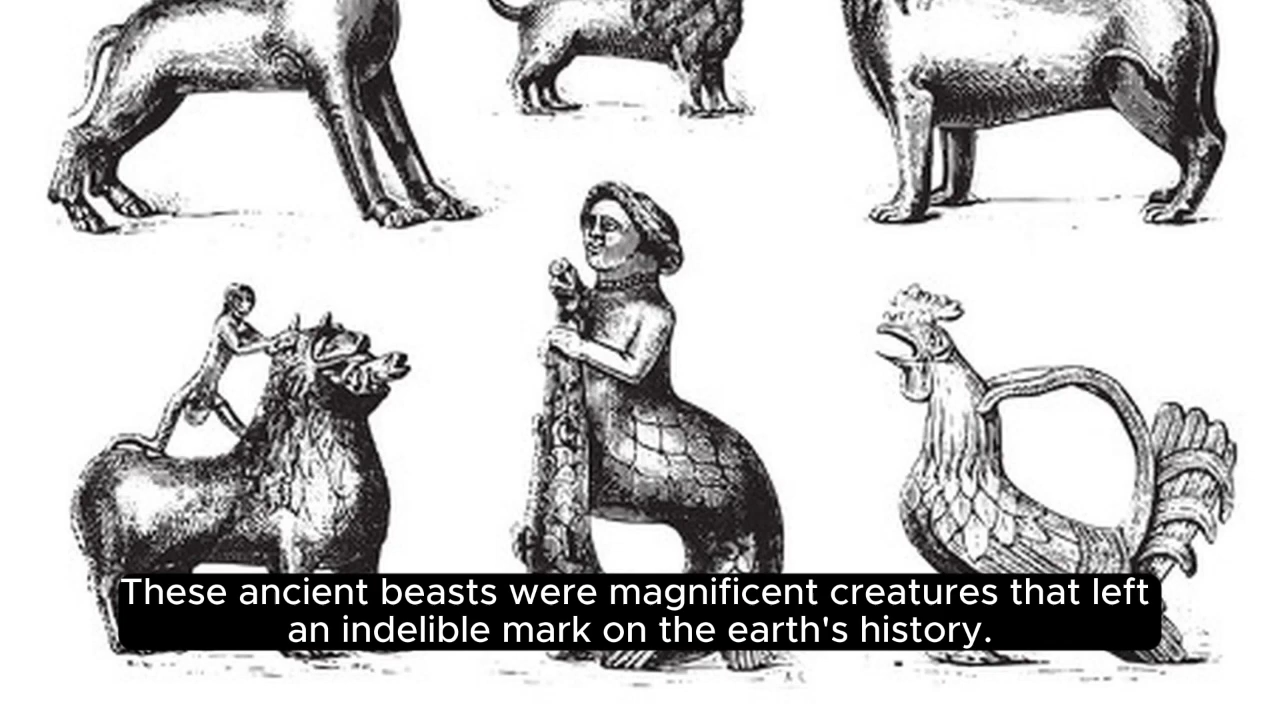 These ancient beasts were magnificent creatures that left
an indelible mark on the earth's history.